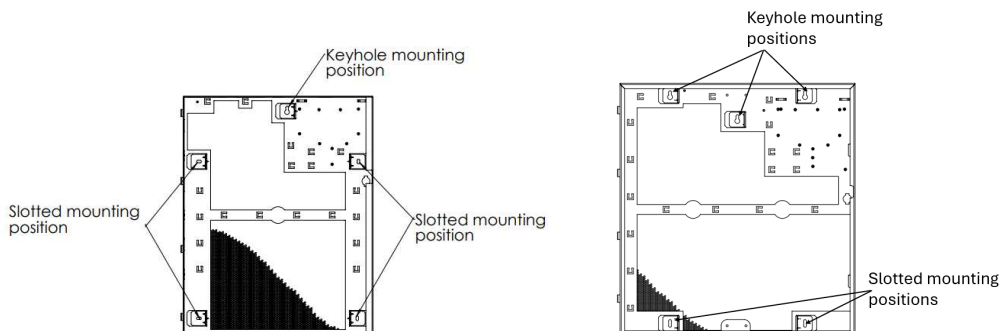 Keyhole mounting
position
Slotted mounting
position
Slotted mounting
position
Keyhole mounting
positions
Slotted mounting
positions